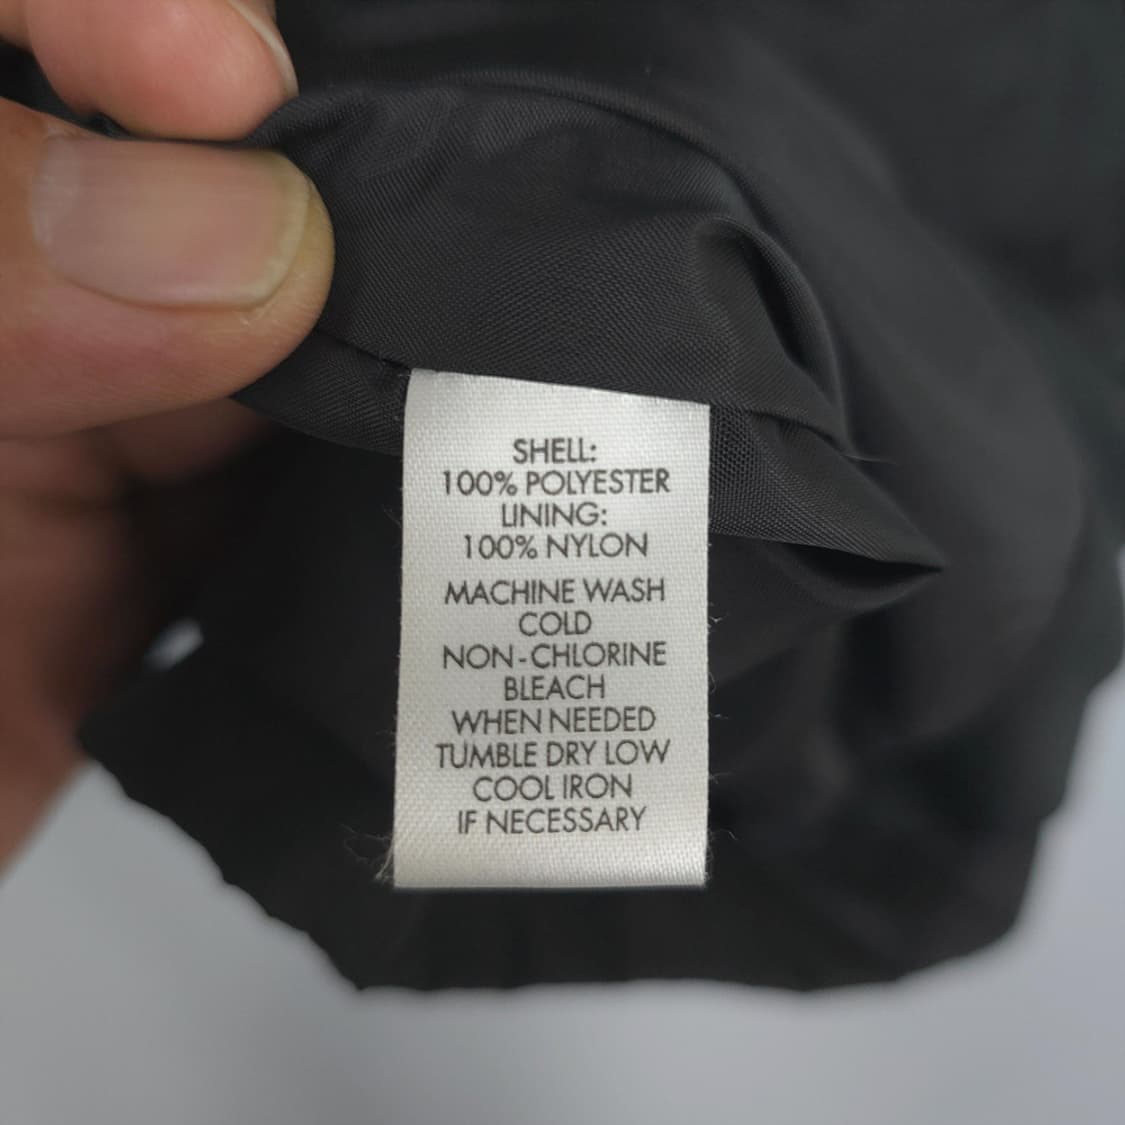 SHELL:
100% POLYESTER
LINING:
100% NYLON
MACHINE WASH
COLD
NON-CHLORINE
BLEACH
WHEN NEEDED
TUMBLE DRY LOW
COOL IRON
IF NECESSARY